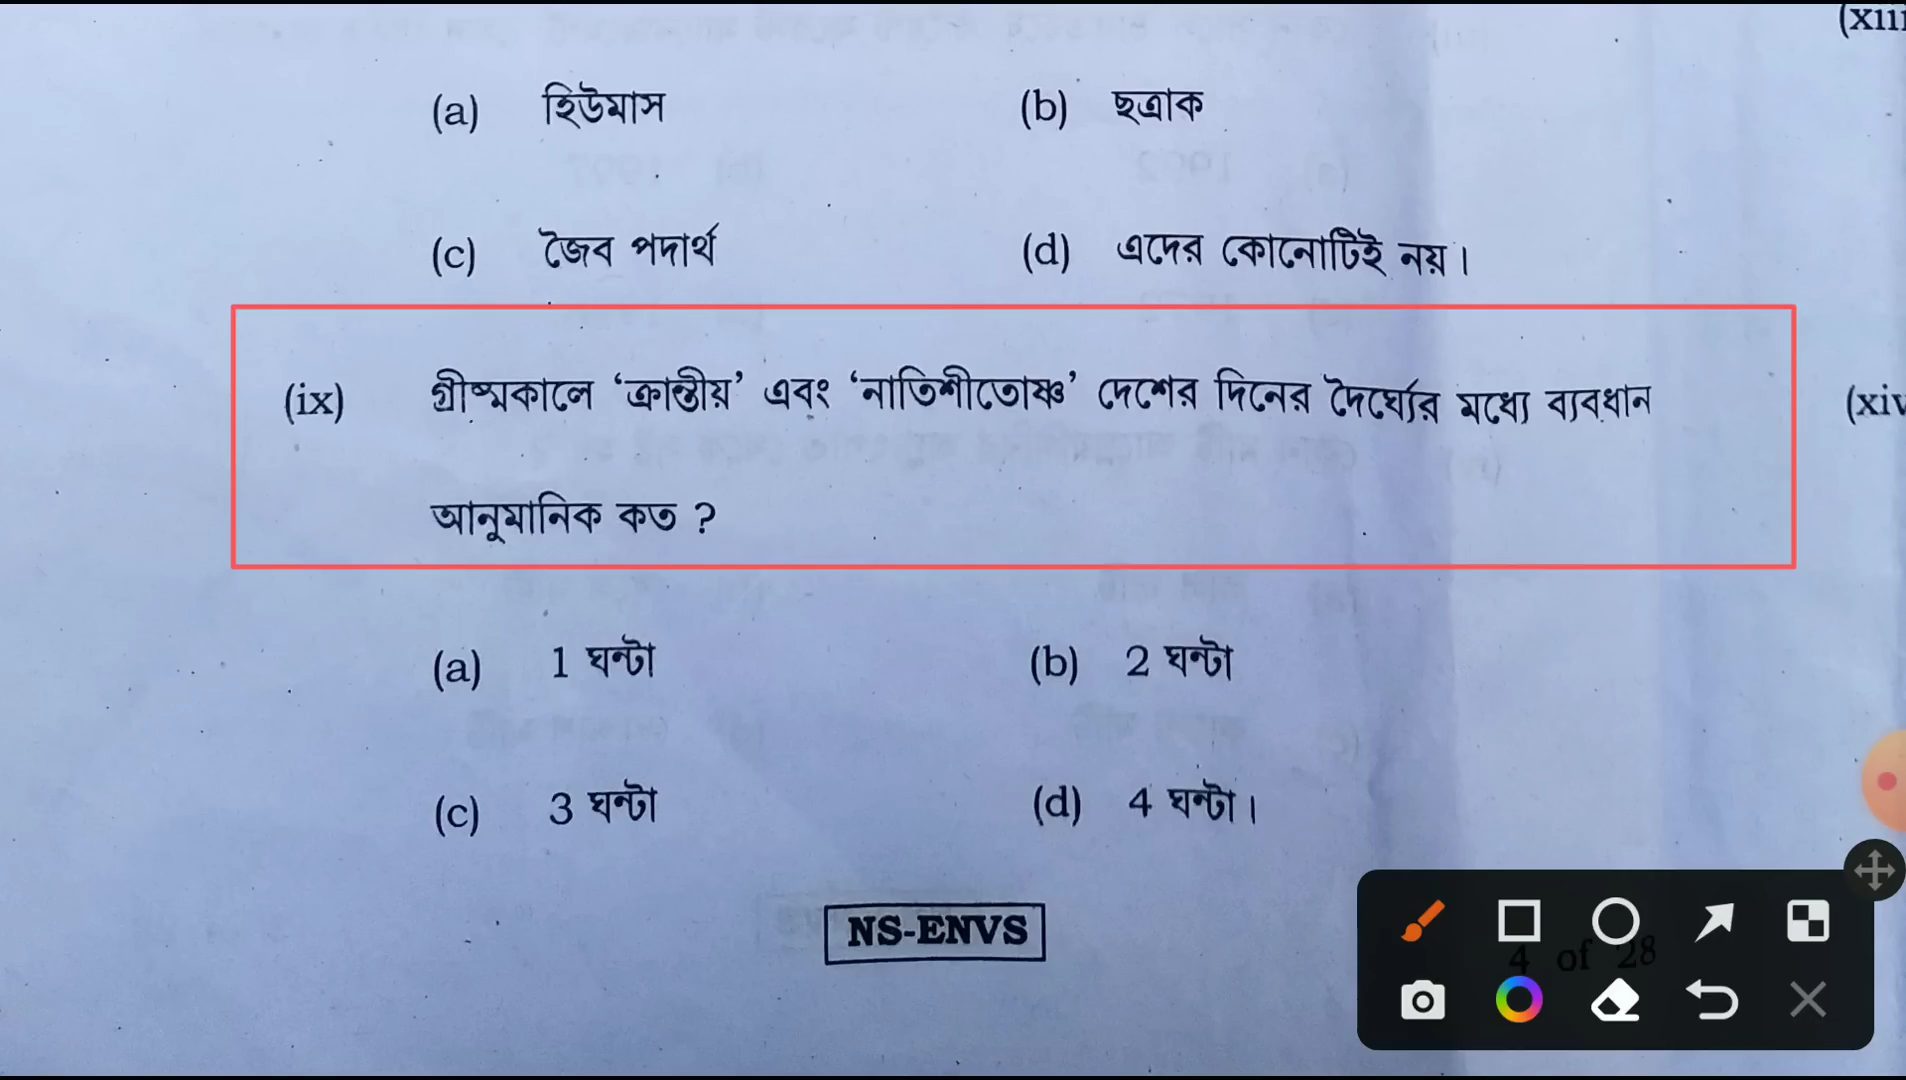 (xiii
(a) হিউমাস (b) ছত্রাক
(c) জৈব পদার্থ (d) এদের কোনোটিই নয়।
(ix) গ্রীষ্মকালে ‘ক্রান্তীয়’ এবং ‘নাতিশীতোষ্ণ’ দেশের দিনের দৈর্ঘ্যের মধ্যে ব্যবধান (xiv
আনুমানিক কত ?
(a) 1 ঘন্টা (b) 2 ঘন্টা
(c) 3 ঘন্টা (d) 4 ঘন্টা।
NS-ENVS
4 of 28